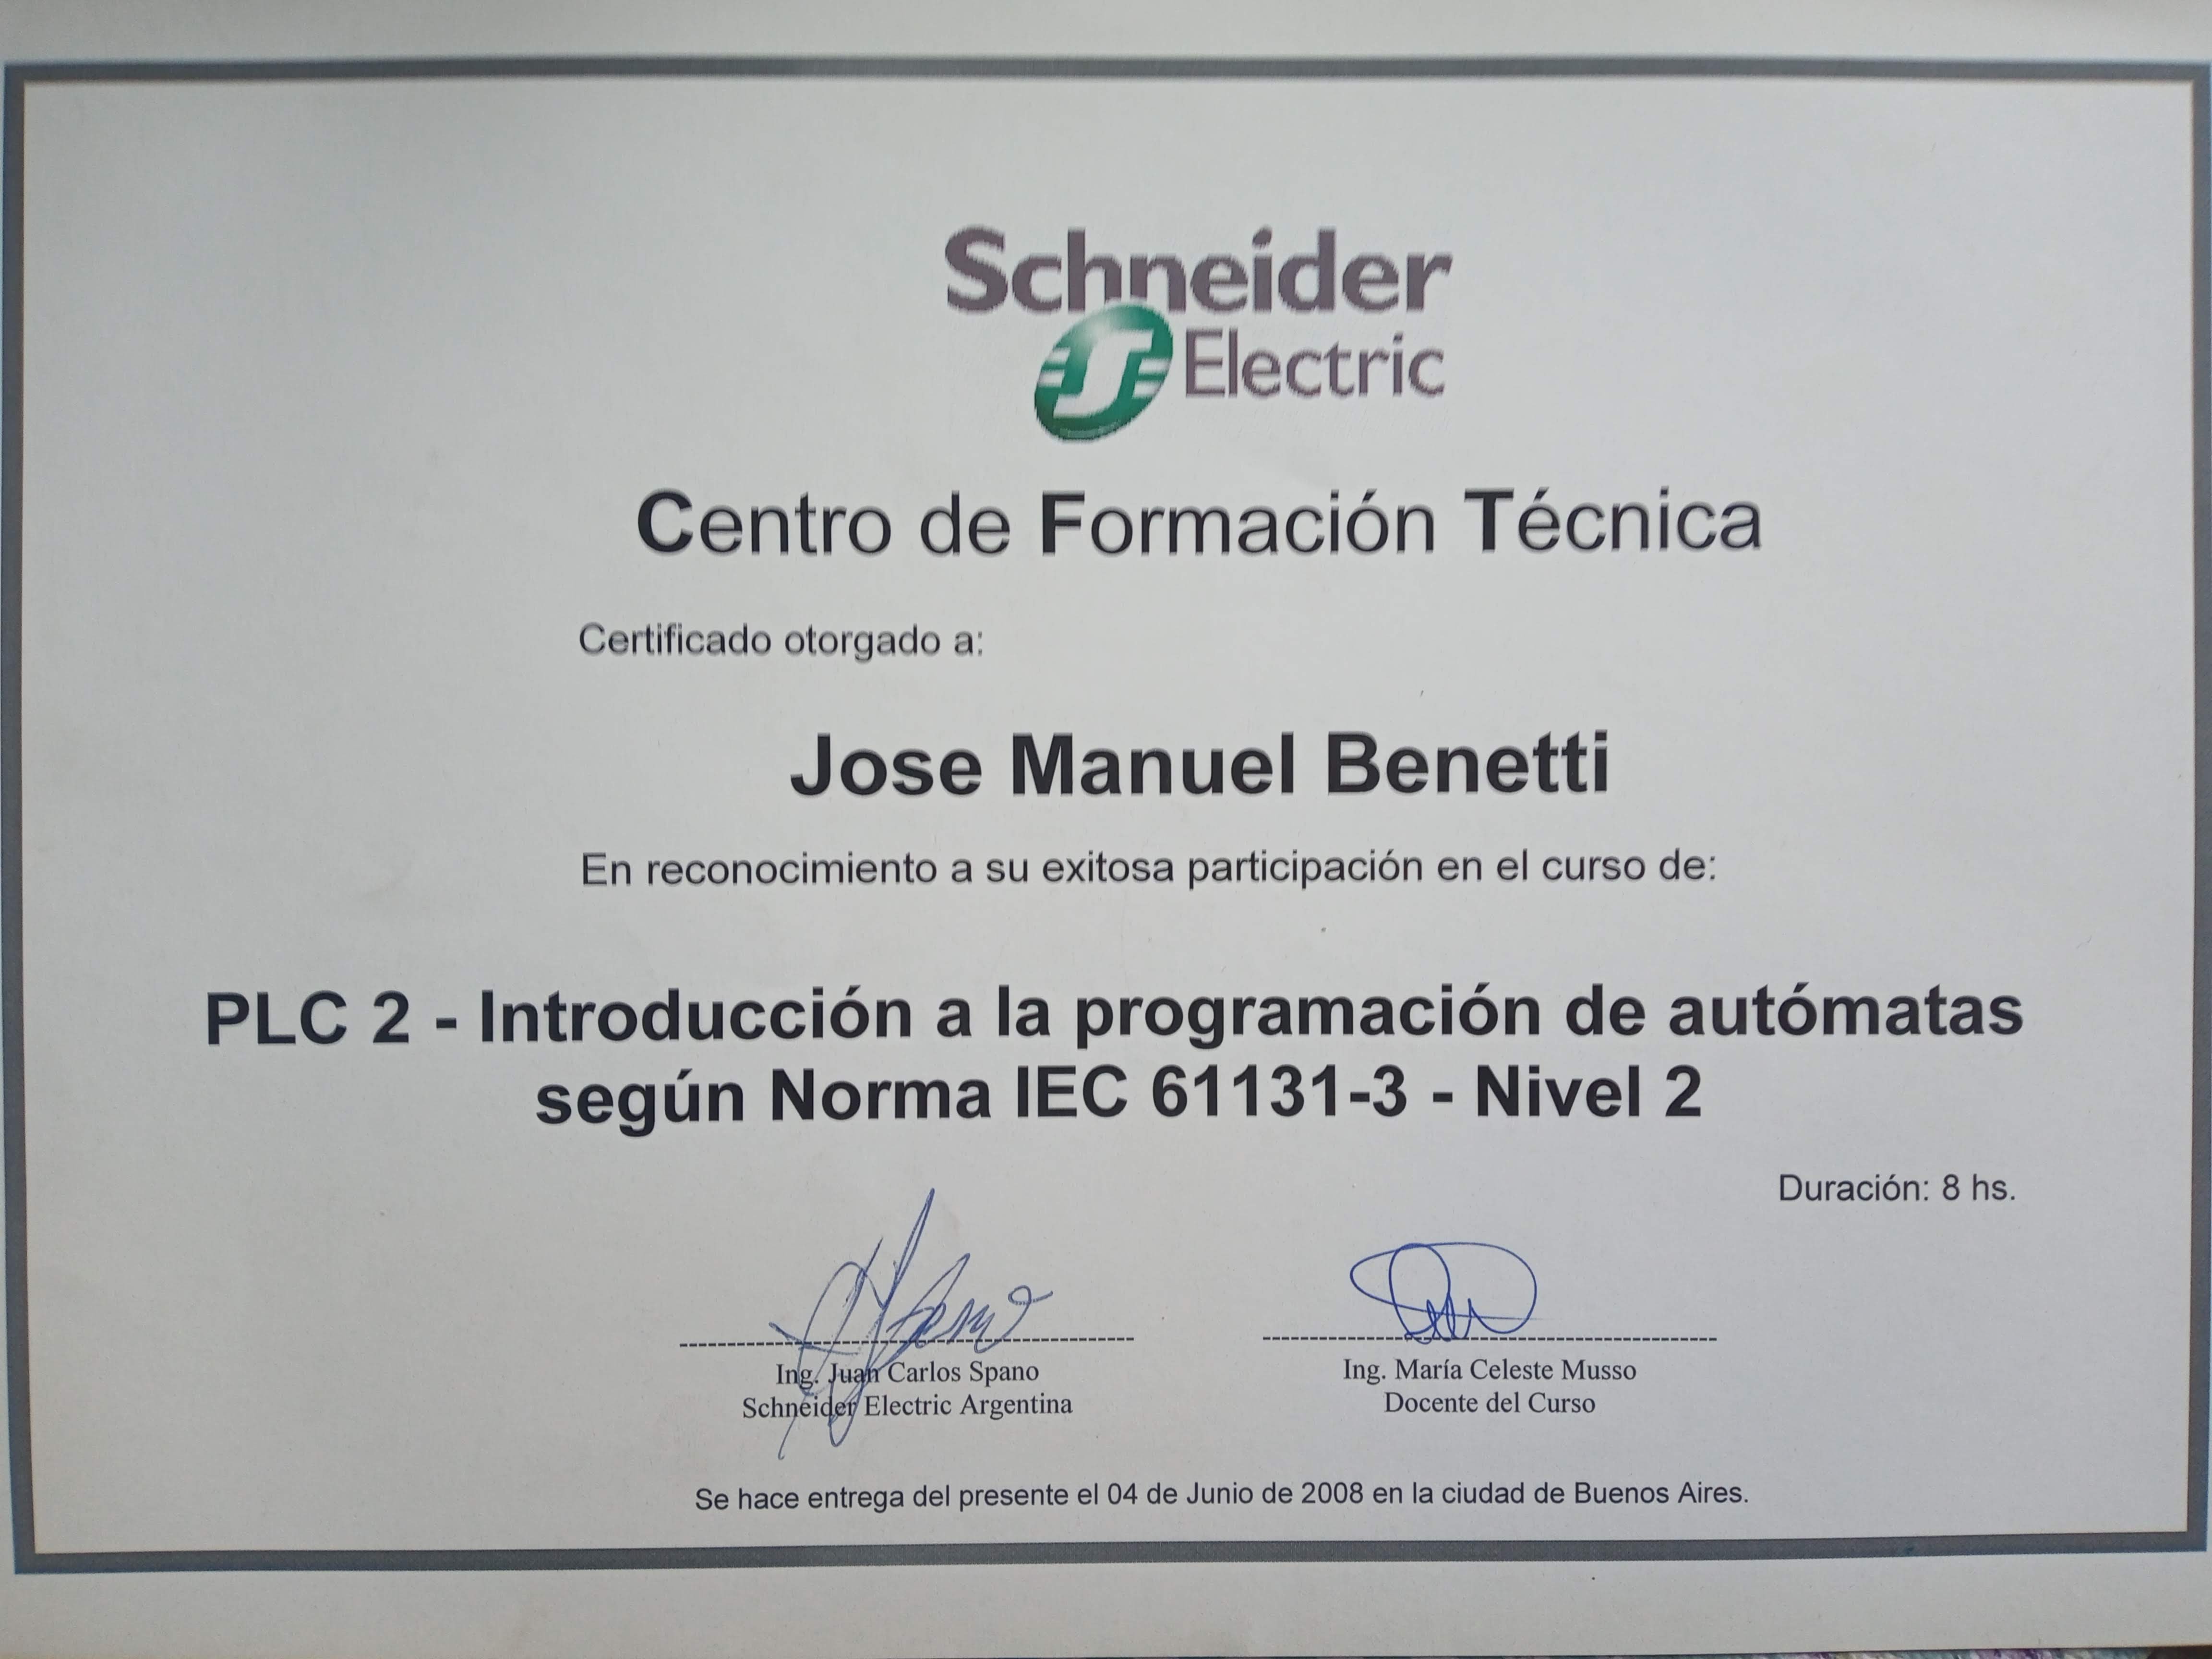 Schneider
Electric
Centro de Formación Técnica
Certificado otorgado a:
Jose Manuel Benetti
En reconocimiento a su exitosa participación en el curso de:
PLC 2 - Introducción a la programación de autómatas
según Norma IEC 61131-3 - Nivel 2
Duración: 8 hs.
Ing. Juan Carlos Spano
Schneider Electric Argentina
Ing. María Celeste Musso
Docente del Curso
Se hace entrega del presente el 04 de Junio de 2008 en la ciudad de Buenos Aires.